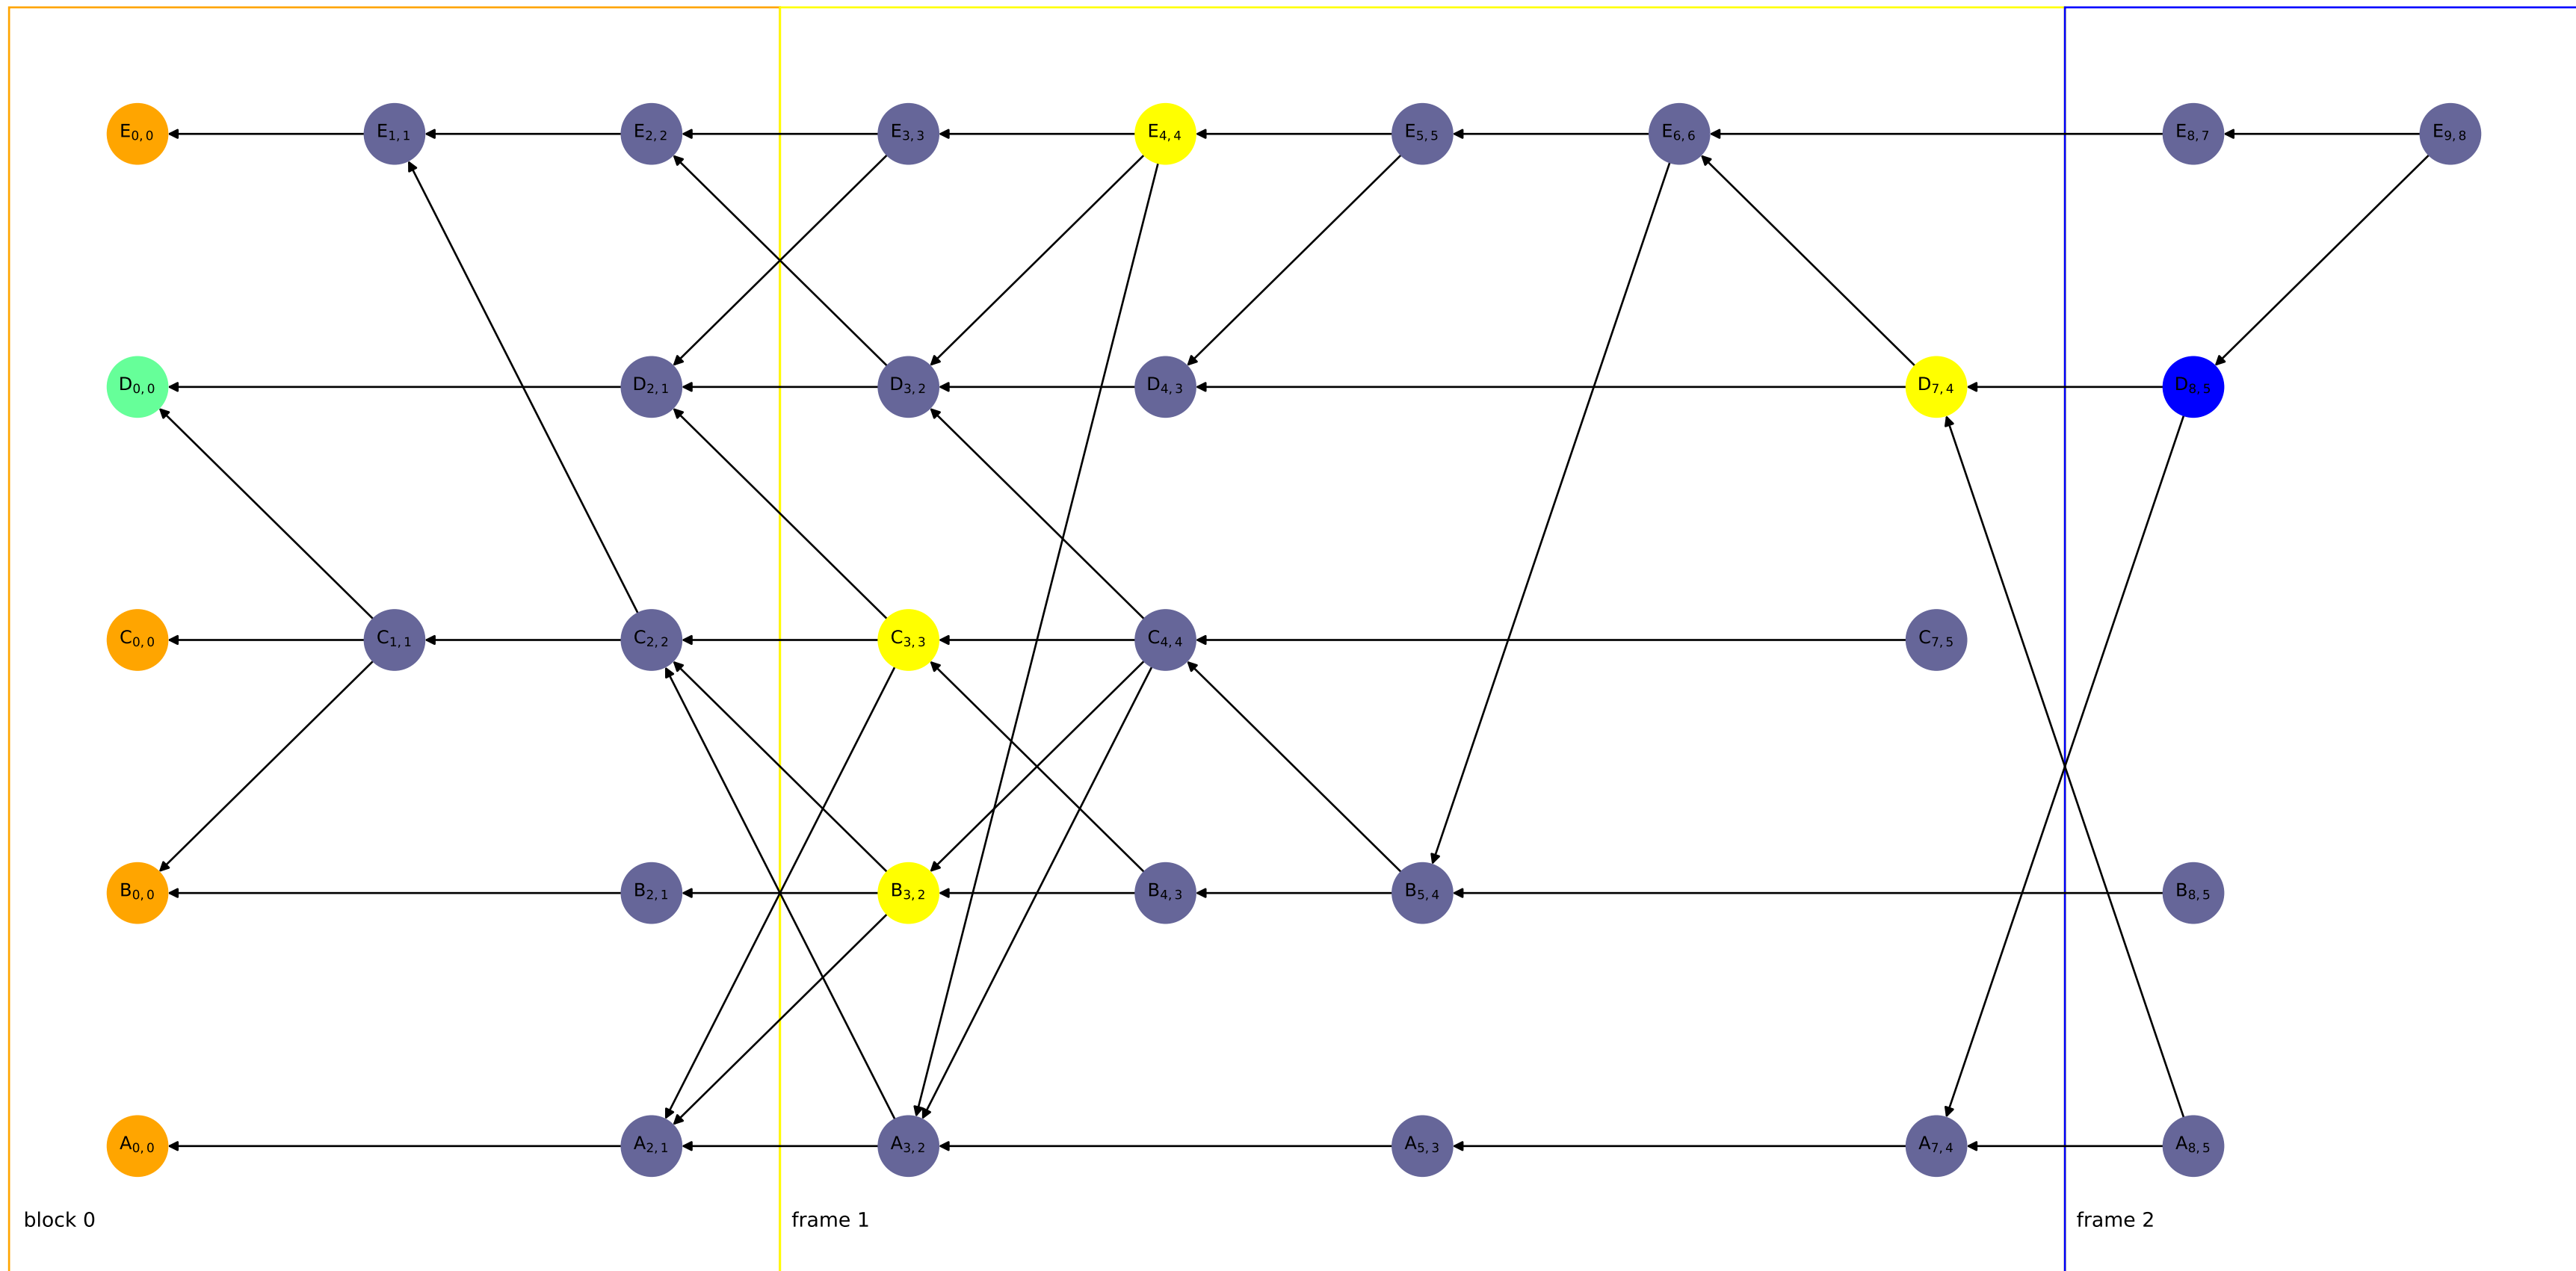 E0,0 E1,1 E2,2 E3,3 E4,4 E5,5 E6,6 E8,7 E9,8
D0,0 D2,1 D3,2 D4,3 D7,4 D8,5
C0,0 C1,1 C2,2 C3,3 C4,4 C7,5
B0,0 B2,1 B3,2 B4,3 B5,4 B8,5
A0,0 A2,1 A3,2 A5,3 A7,4 A8,5
block 0 frame 1 frame 2